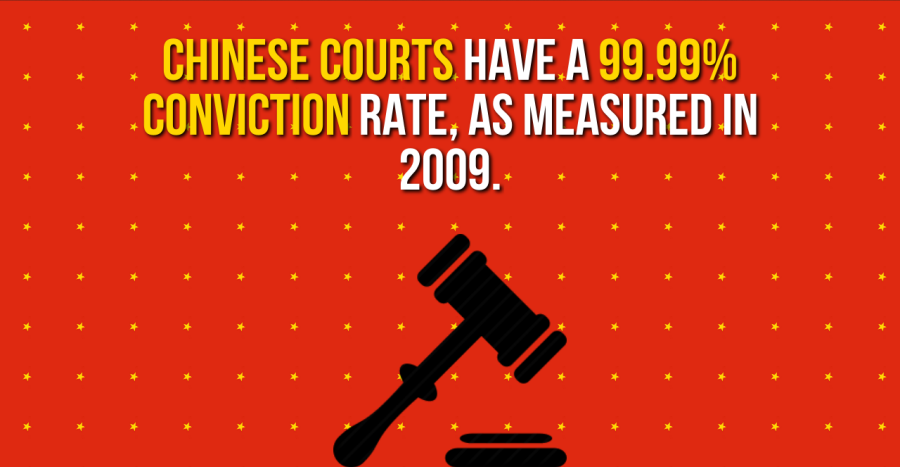 CHINESE COURTS HAVE A 99.99%
CONVICTION RATE, AS MEASURED IN
2009.